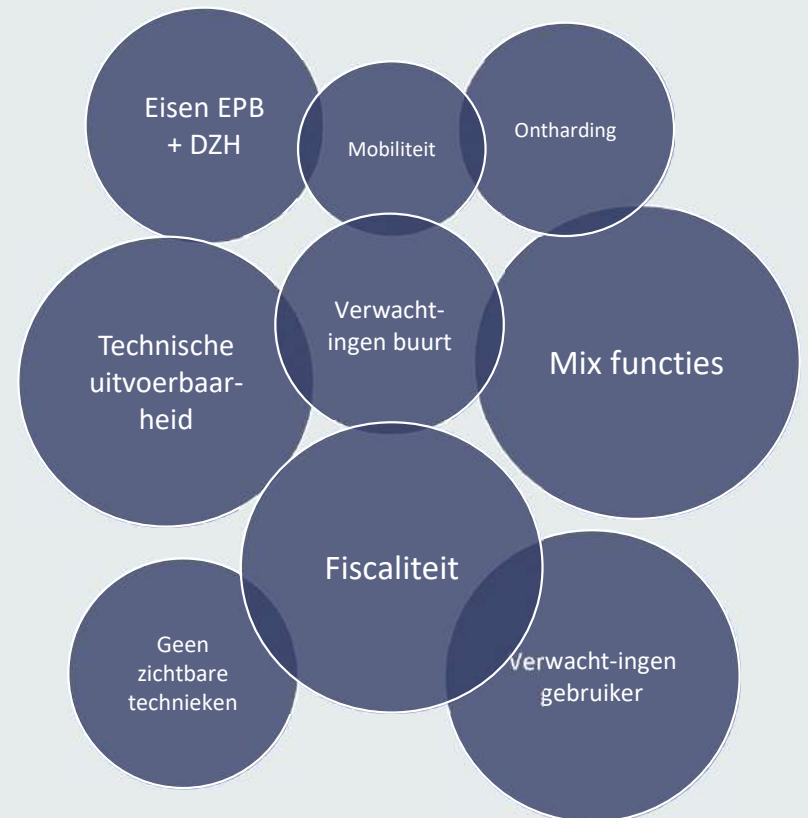 Eisen EPB
+ DZH
Mobiliteit
Ontharding
Technische
uitvoerbaar-
heid
Verwacht-
ingen buurt
Mix functies
Fiscaliteit
Geen
zichtbare
technieken
Verwacht-ingen
gebruiker